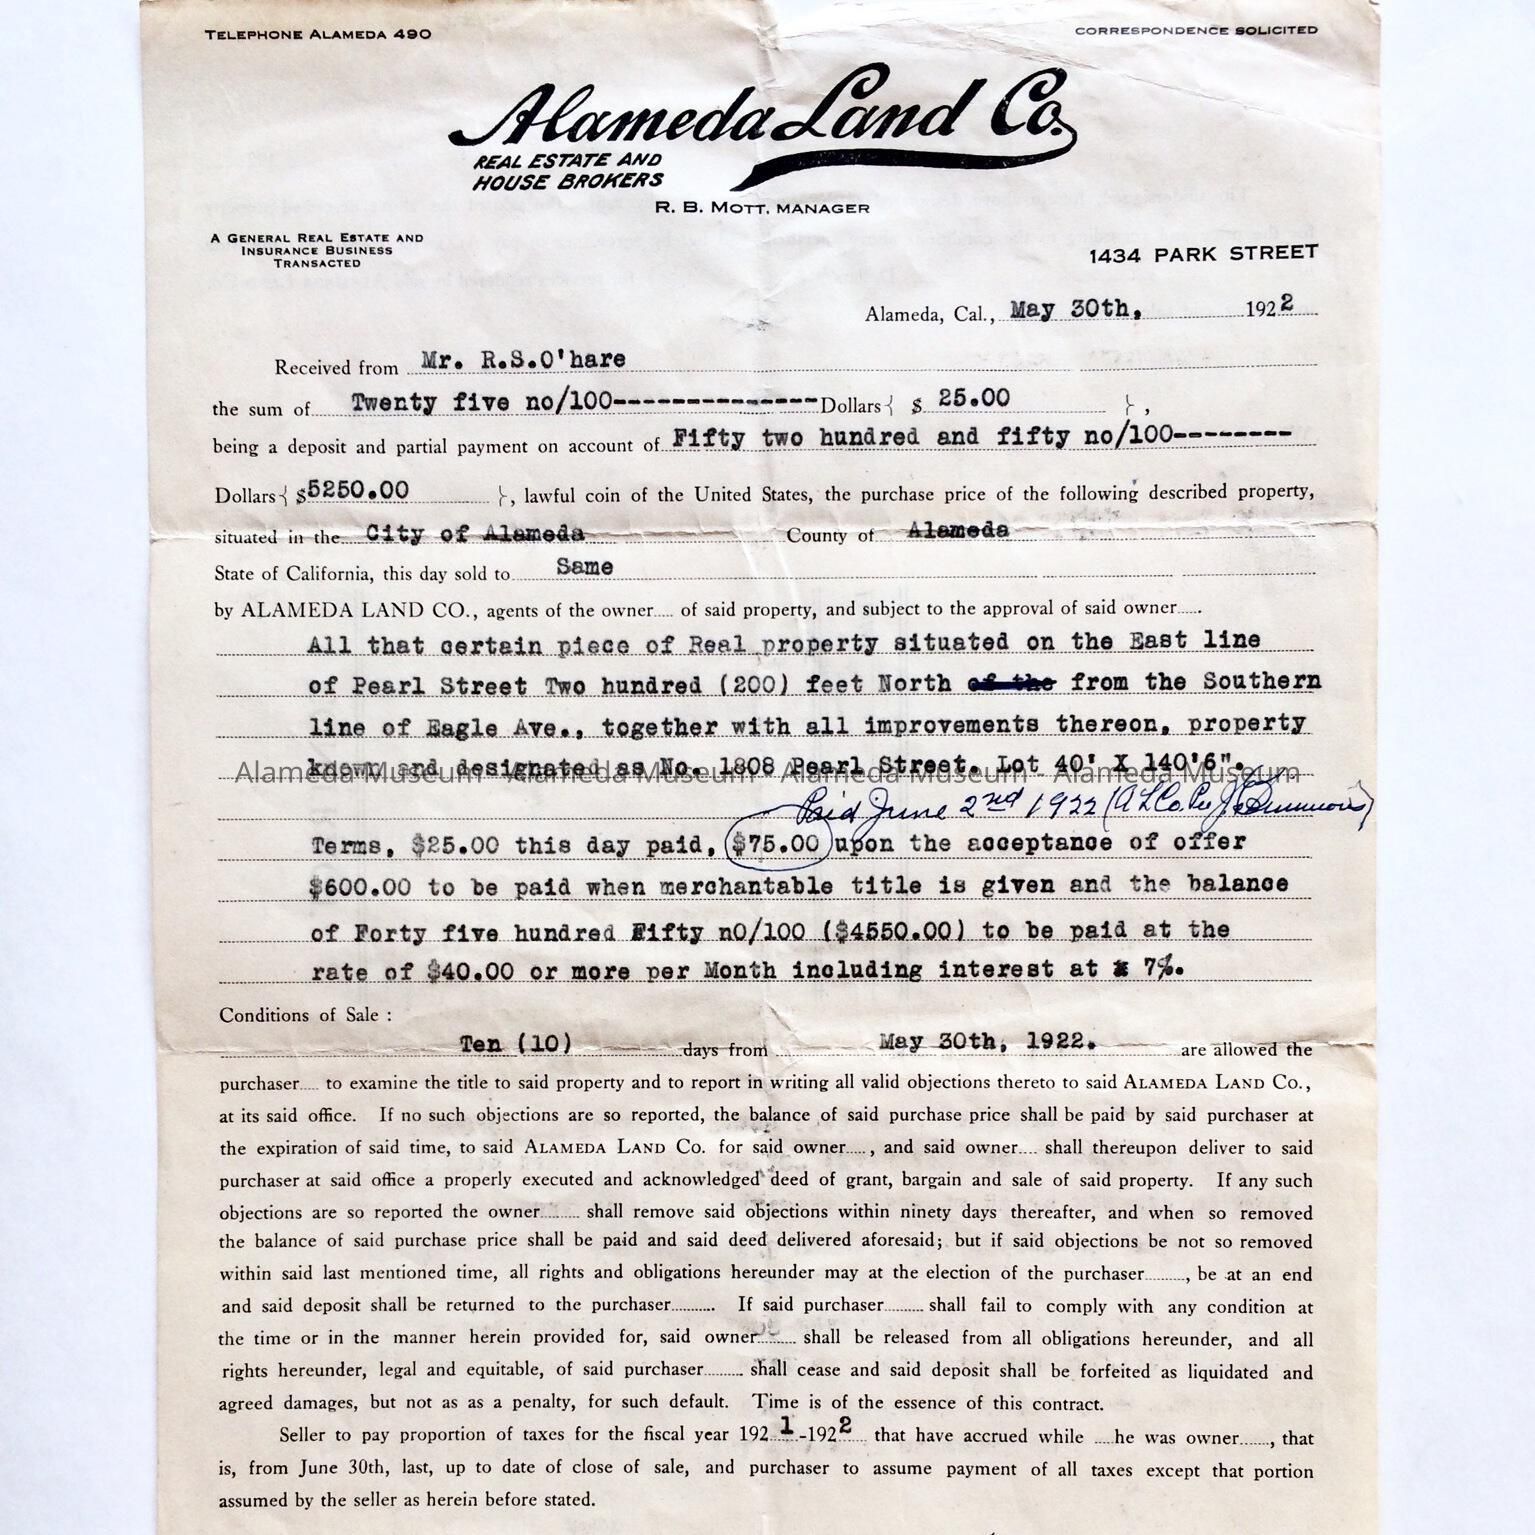 TELEPHONE ALAMEDA 490
CORRESPONDENCE SOLICITED
Alameda Land Co.
REAL ESTATE AND
HOUSE BROKERS
R. B. MOTT, MANAGER
A GENERAL REAL ESTATE AND
INSURANCE BUSINESS
TRANSACTED
1434 PARK STREET
Alameda, Cal., May 30th, 1922
Received from Mr. R.S.O'hare
the sum of Twenty five no/100-------------- Dollars { $ 25.00 },
being a deposit and partial payment on account of Fifty two hundred and fifty no/100--------
Dollars { $5250.00 }, lawful coin of the United States, the purchase price of the following described property,
situated in the City of Alameda County of Alameda
State of California, this day sold to Same
by ALAMEDA LAND CO., agents of the owner..... of said property, and subject to the approval of said owner......
All that certain piece of Real property situated on the East line
of Pearl Street Two hundred (200) feet North of the from the Southern
line of Eagle Ave., together with all improvements thereon, property
known and designated as No. 1808 Pearl Street. Lot 40' X 140'6".
Alameda Museum - Alameda Museum - Alameda Museum - Alameda Museum
Paid June 2nd 1922 (A L Co. Per
Terms, $25.00 this day paid, $75.00 upon the acceptance of offer
$600.00 to be paid when merchantable title is given and the balance
of Forty five hundred Fifty nO/100 ($4550.00) to be paid at the
rate of $40.00 or more per Month including interest at 7%.
Conditions of Sale :
Ten (10) days from May 30th, 1922. are allowed the
purchaser..... to examine the title to said property and to report in writing all valid objections thereto to said ALAMEDA LAND CO.,
at its said office. If no such objections are so reported, the balance of said purchase price shall be paid by said purchaser at
the expiration of said time, to said ALAMEDA LAND CO. for said owner....., and said owner.... shall thereupon deliver to said
purchaser at said office a properly executed and acknowledged deed of grant, bargain and sale of said property. If any such
objections are so reported the owner......... shall remove said objections within ninety days thereafter, and when so removed
the balance of said purchase price shall be paid and said deed delivered aforesaid; but if said objections be not so removed
within said last mentioned time, all rights and obligations hereunder may at the election of the purchaser.........., be at an end
and said deposit shall be returned to the purchaser........... If said purchaser.......... shall fail to comply with any condition at
the time or in the manner herein provided for, said owner.......... shall be released from all obligations hereunder, and all
rights hereunder, legal and equitable, of said purchaser.......... shall cease and said deposit shall be forfeited as liquidated and
agreed damages, but not as as a penalty, for such default. Time is of the essence of this contract.
Seller to pay proportion of taxes for the fiscal year 1921-1922 that have accrued while .....he was owner......., that
is, from June 30th, last, up to date of close of sale, and purchaser to assume payment of all taxes except that portion
assumed by the seller as herein before stated.